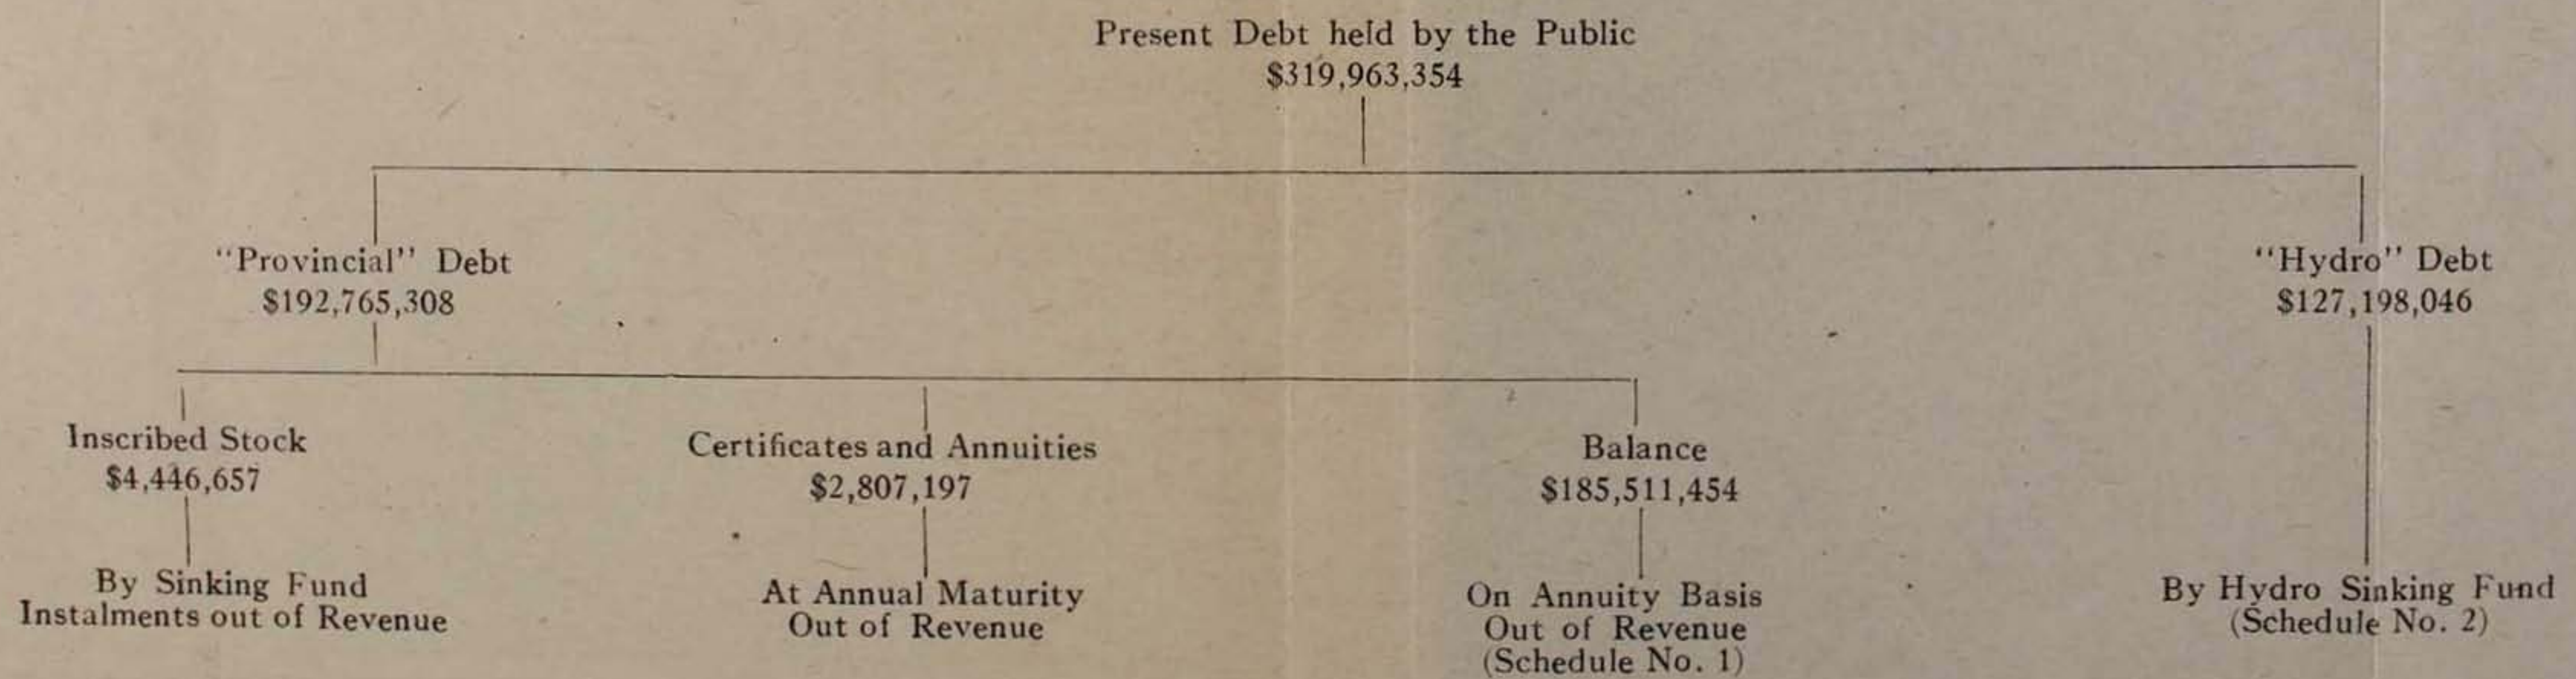 Present Debt held by the Public
$319,963,354
“Provincial” Debt
$192,765,308
“Hydro” Debt
$127,198,046
Inscribed Stock
$4,446,657
Certificates and Annuities
$2,807,197
Balance
$185,511,454
By Sinking Fund
Instalments out of Revenue
At Annual Maturity
Out of Revenue
On Annuity Basis
Out of Revenue
(Schedule No. 1)
By Hydro Sinking Fund
(Schedule No. 2)